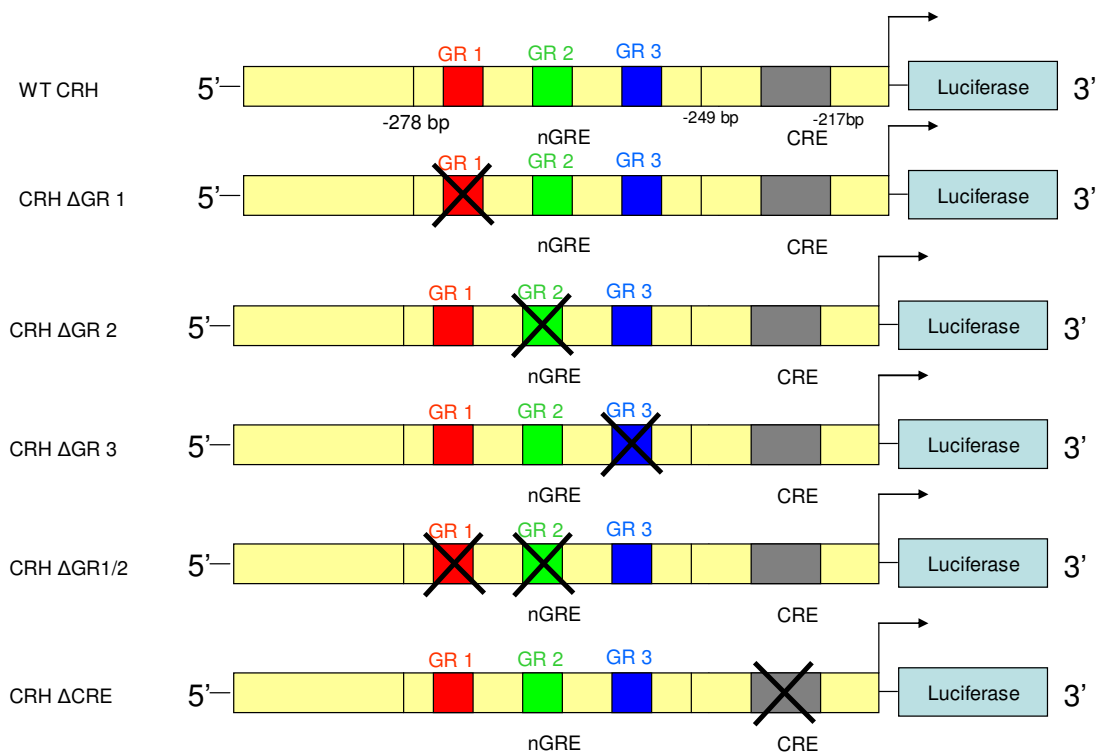 GR 1 GR 2 GR 3
WT CRH 5’ Luciferase 3’
-278 bp nGRE -249 bp CRE -217bp
GR 1 GR 2 GR 3
CRH ΔGR 1 5’ Luciferase 3’
nGRE CRE
GR 1 GR 2 GR 3
CRH ΔGR 2 5’ Luciferase 3’
nGRE CRE
GR 1 GR 2 GR 3
CRH ΔGR 3 5’ Luciferase 3’
nGRE CRE
GR 1 GR 2 GR 3
CRH ΔGR1/2 5’ Luciferase 3’
nGRE CRE
GR 1 GR 2 GR 3
CRH ΔCRE 5’ Luciferase 3’
nGRE CRE